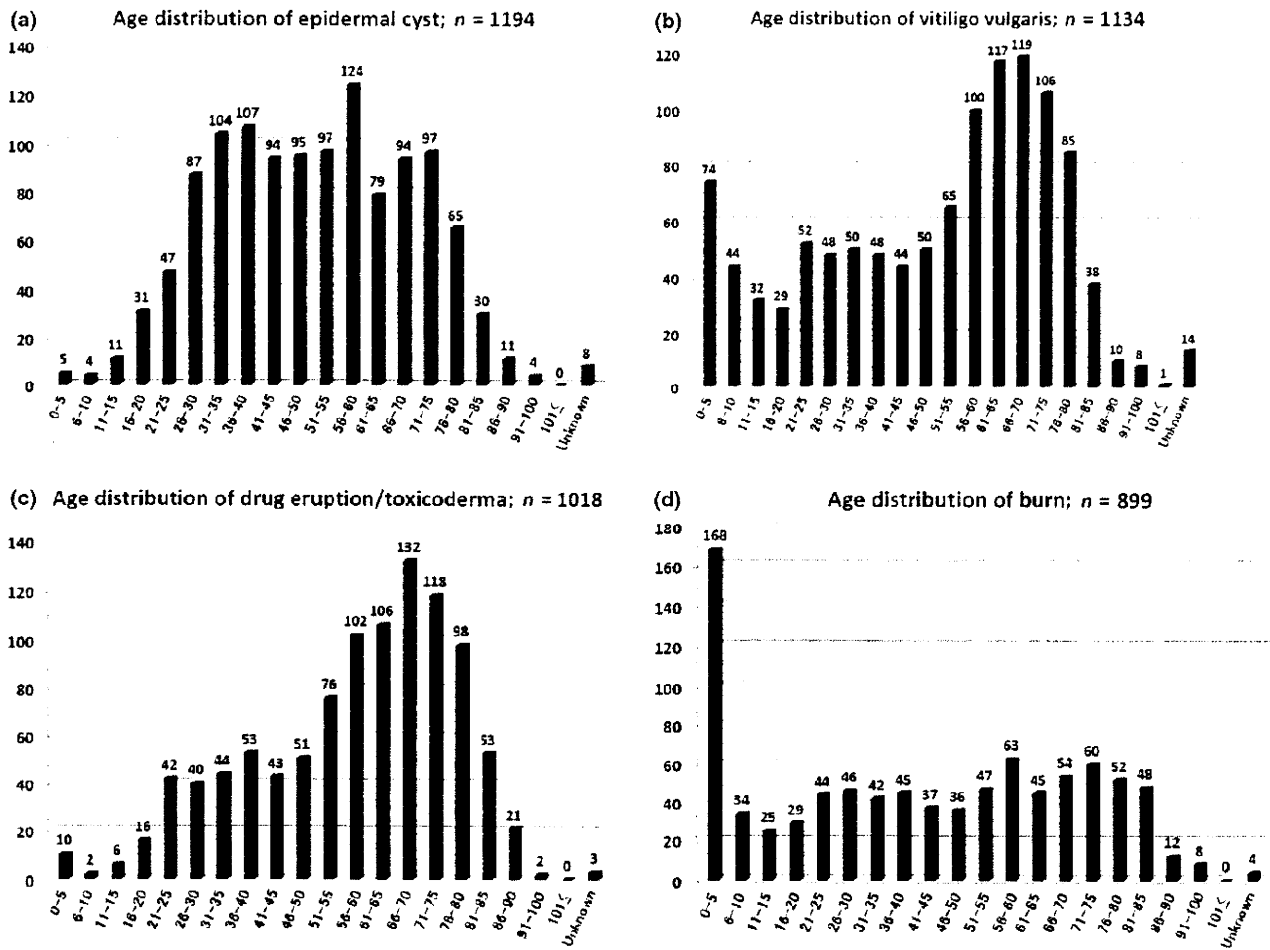 (a) Age distribution of epidermal cyst; n = 1194
140
120
100
80
60
40
20
0
5 4 11 31 47 87 104 107 94 95 97 124 79 94 97 65 30 11 4 0 8
0–5 6–10 11–15 16–20 21–25 26–30 31–35 36–40 41–45 46–50 51–55 56–60 61–65 66–70 71–75 76–80 81–85 86–90 91–100 101≤ Unknown
(b) Age distribution of vitiligo vulgaris; n = 1134
120
100
80
60
40
20
0
74 44 32 29 52 48 50 48 44 50 65 100 117 119 106 85 38 10 8 1 14
0–5 6–10 11–15 16–20 21–25 26–30 31–35 36–40 41–45 46–50 51–55 56–60 61–65 66–70 71–75 76–80 81–85 86–90 91–100 101≤ Unknown
(c) Age distribution of drug eruption/toxicoderma; n = 1018
140
120
100
80
60
40
20
0
10 2 6 16 42 40 44 53 43 51 76 102 106 132 118 98 53 21 2 0 3
0–5 6–10 11–15 16–20 21–25 26–30 31–35 36–40 41–45 46–50 51–55 56–60 61–65 66–70 71–75 76–80 81–85 86–90 91–100 101≤ Unknown
(d) Age distribution of burn; n = 899
180
160
140
120
100
80
60
40
20
0
168 34 25 29 44 46 42 45 37 36 47 63 45 54 60 52 48 12 8 0 4
0–5 6–10 11–15 16–20 21–25 26–30 31–35 36–40 41–45 46–50 51–55 56–60 61–65 66–70 71–75 76–80 81–85 86–90 91–100 101≤ Unknown